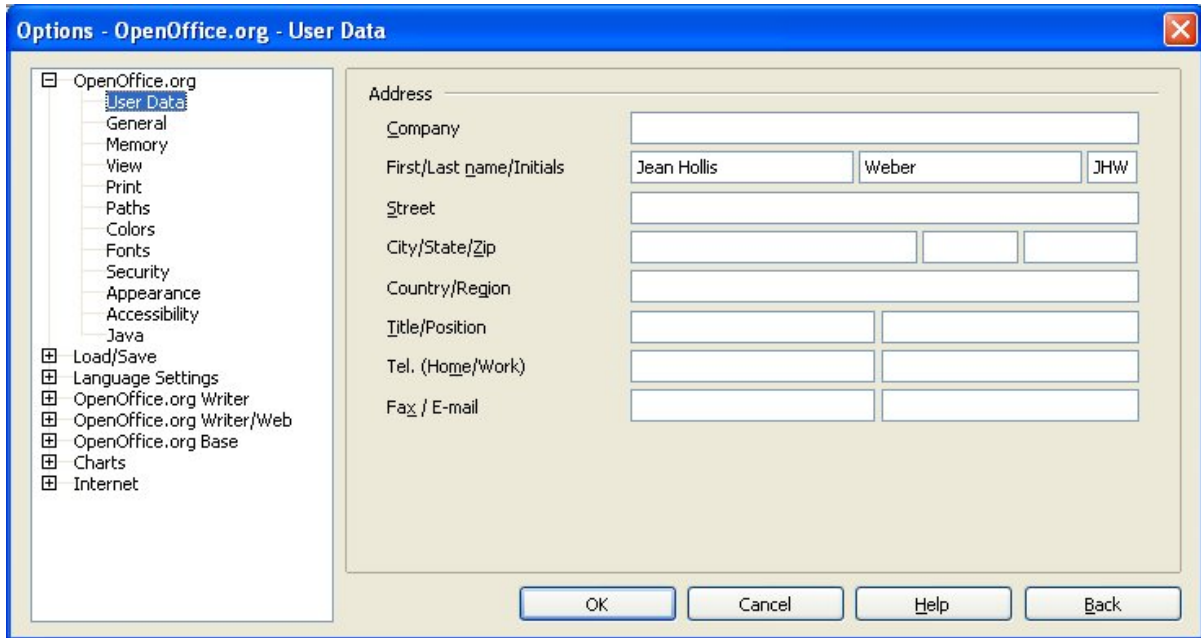 Options - OpenOffice.org - User Data
OpenOffice.org
User Data
General
Memory
View
Print
Paths
Colors
Fonts
Security
Appearance
Accessibility
Java
Load/Save
Language Settings
OpenOffice.org Writer
OpenOffice.org Writer/Web
OpenOffice.org Base
Charts
Internet
Address
Company
First/Last name/Initials Jean Hollis Weber JHW
Street
City/State/Zip
Country/Region
Title/Position
Tel. (Home/Work)
Fax / E-mail
OK Cancel Help Back